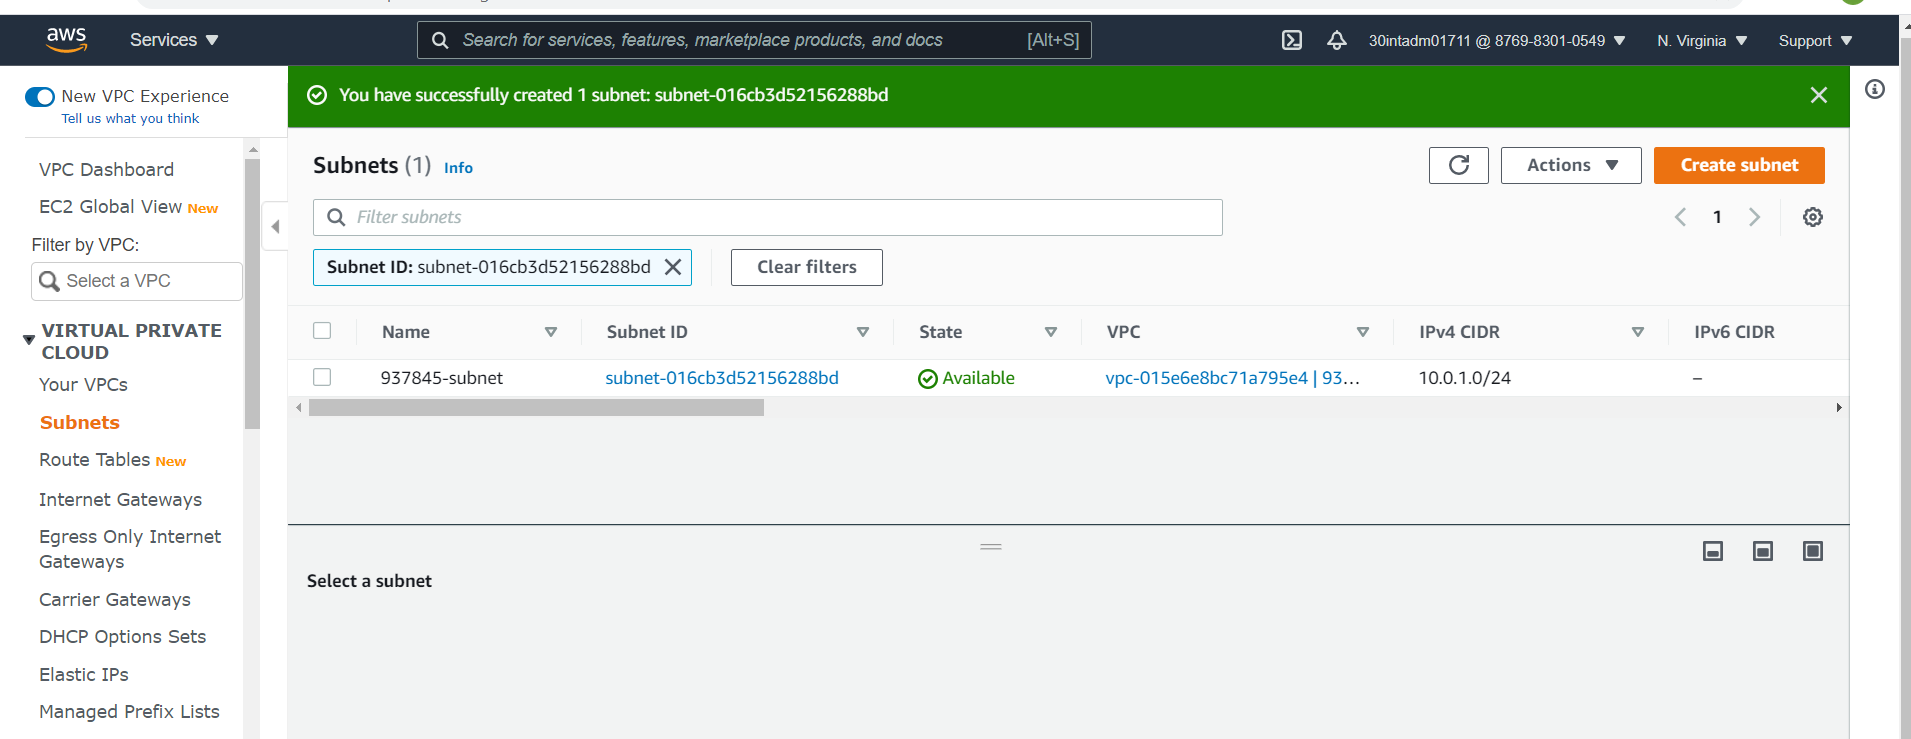 aws
Services
Search for services, features, marketplace products, and docs [Alt+S]
30intadm01711 @ 8769-8301-0549
N. Virginia
Support
New VPC Experience
Tell us what you think
VPC Dashboard
EC2 Global View New
Filter by VPC:
Select a VPC
VIRTUAL PRIVATE
CLOUD
Your VPCs
Subnets
Route Tables New
Internet Gateways
Egress Only Internet
Gateways
Carrier Gateways
DHCP Options Sets
Elastic IPs
Managed Prefix Lists
You have successfully created 1 subnet: subnet-016cb3d52156288bd
Subnets (1) Info
Actions
Create subnet
Filter subnets
1
Subnet ID: subnet-016cb3d52156288bd
Clear filters
Name Subnet ID State VPC IPv4 CIDR IPv6 CIDR
937845-subnet subnet-016cb3d52156288bd Available vpc-015e6e8bc71a795e4 | 93... 10.0.1.0/24 –
Select a subnet